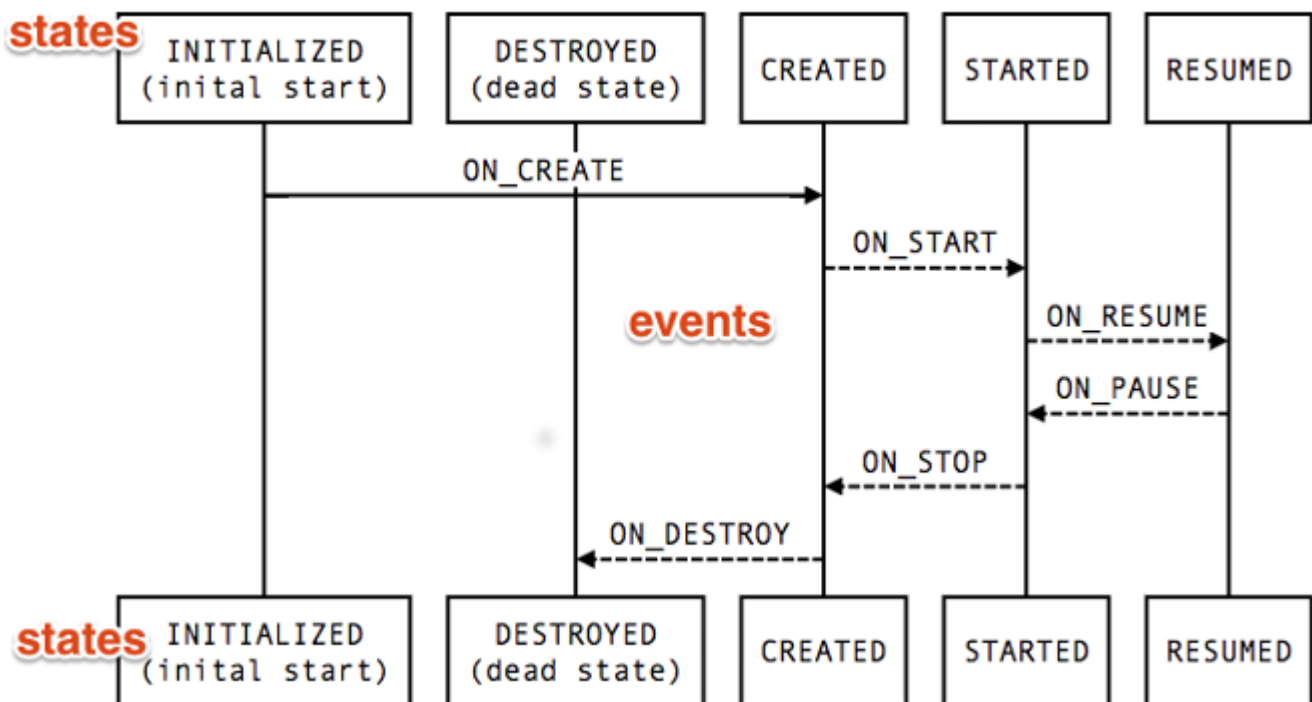 states
INITIALIZED
(inital start)
DESTROYED
(dead state)
CREATED
STARTED
RESUMED
ON_CREATE
ON_START
events
ON_RESUME
ON_PAUSE
ON_STOP
ON_DESTROY
states
INITIALIZED
(inital start)
DESTROYED
(dead state)
CREATED
STARTED
RESUMED